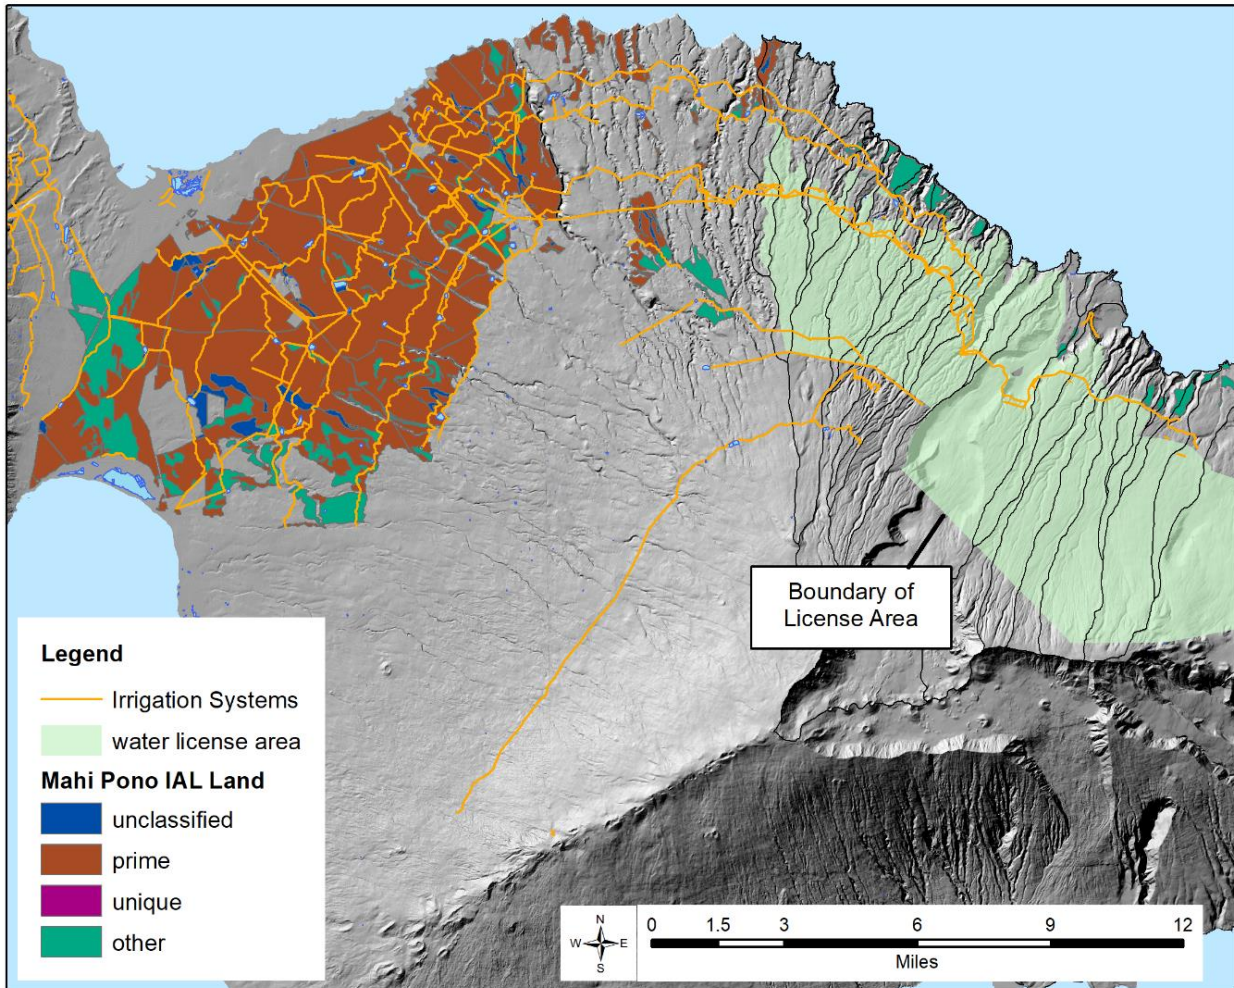 Boundary of
License Area
Legend
Irrigation Systems
water license area
Mahi Pono IAL Land
unclassified
prime
unique
other
N
W E
S
0 1.5 3 6 9 12
Miles